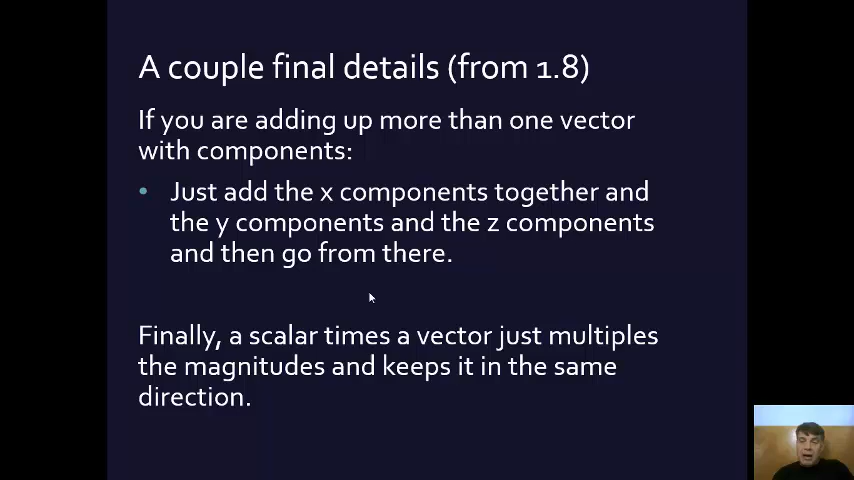 A couple final details (from 1.8)
If you are adding up more than one vector
with components:
• Just add the x components together and
the y components and the z components
and then go from there.
Finally, a scalar times a vector just multiples
the magnitudes and keeps it in the same
direction.